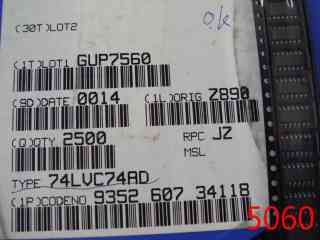 O.K
(30T)LOT2
(1T)LOT1 GUP7560
(9D)DATE 0014 (1L)ORIG Z890
(Q)QTY 2500 RPC JZ
MSL
TYPE 74LVC74AD
(1P)CODENO 9352 607 34118
5060